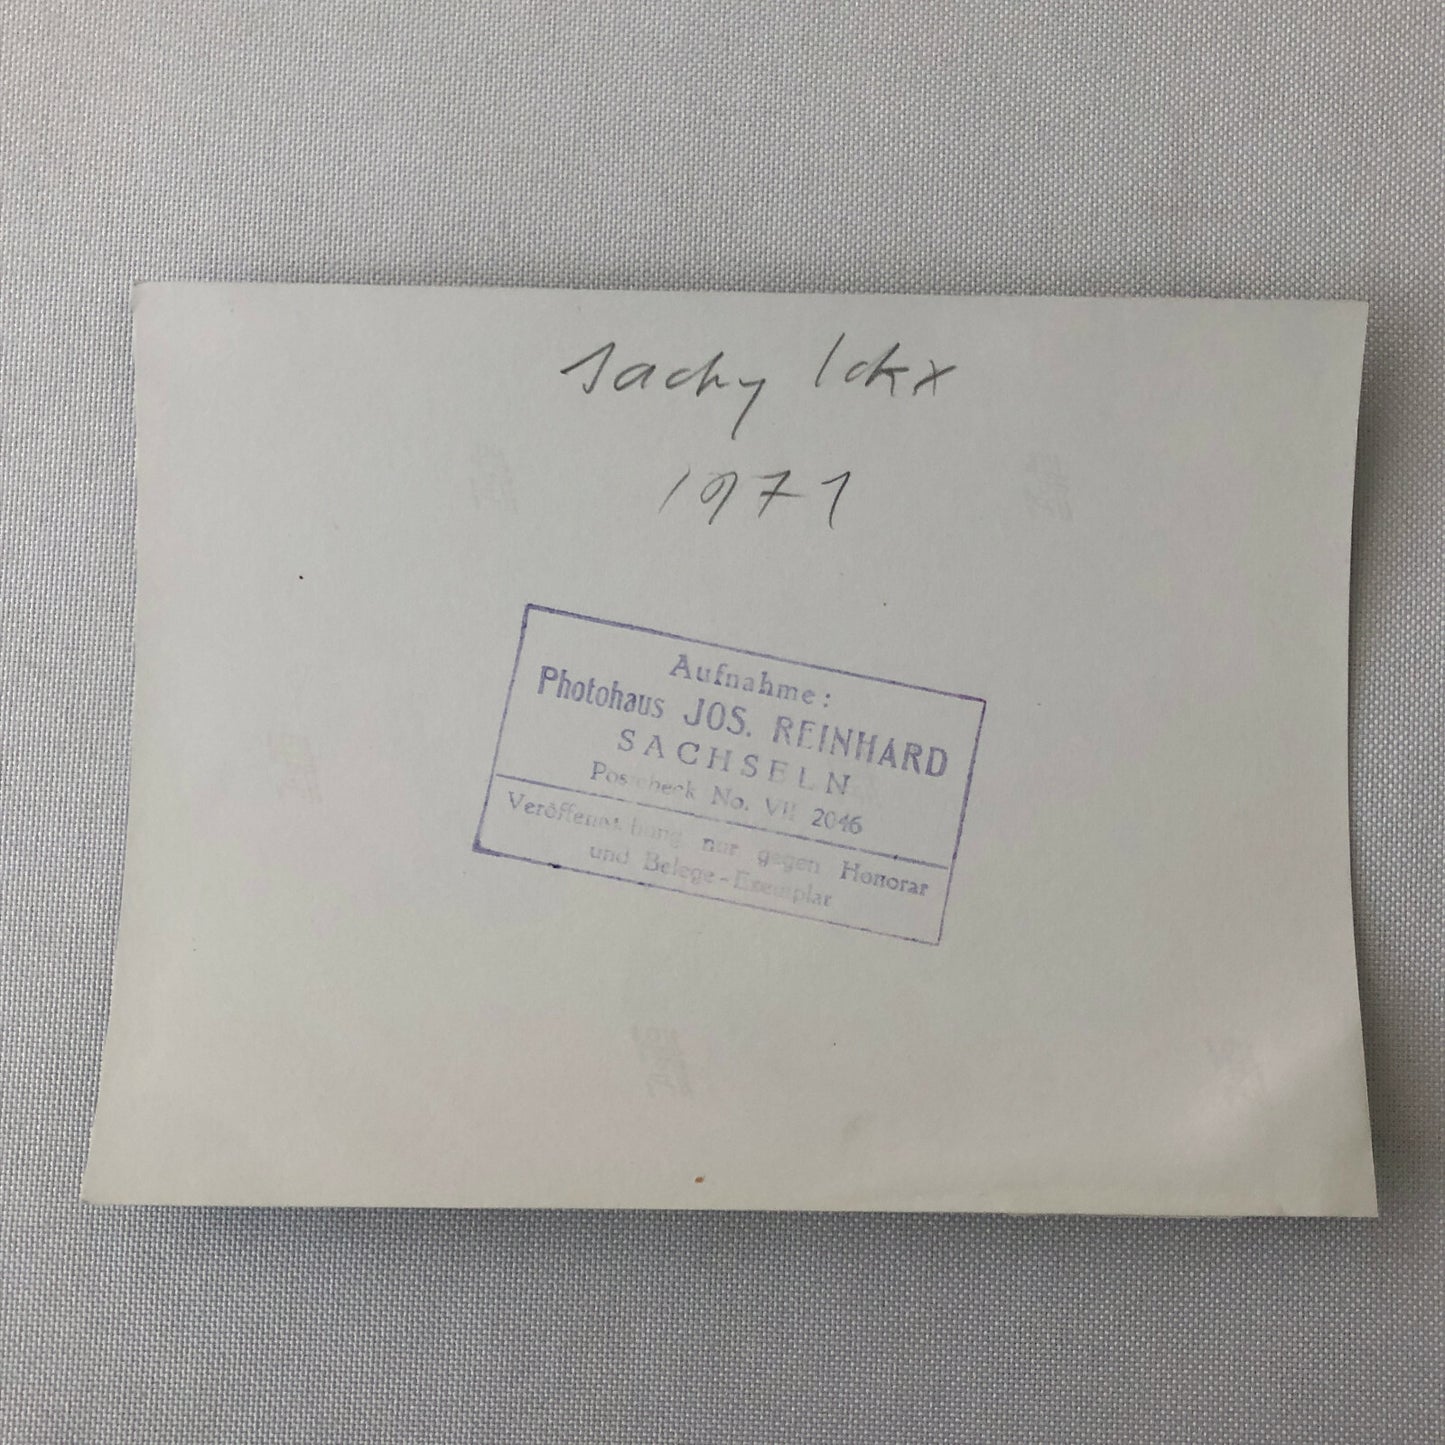 Jacky Ickx
1971
Aufnahme:
Photohaus JOS. REINHARD
SACHSELN
Postcheck No. VII 2046
Veröffentlichung nur gegen Honorar
und Belege-Exemplar